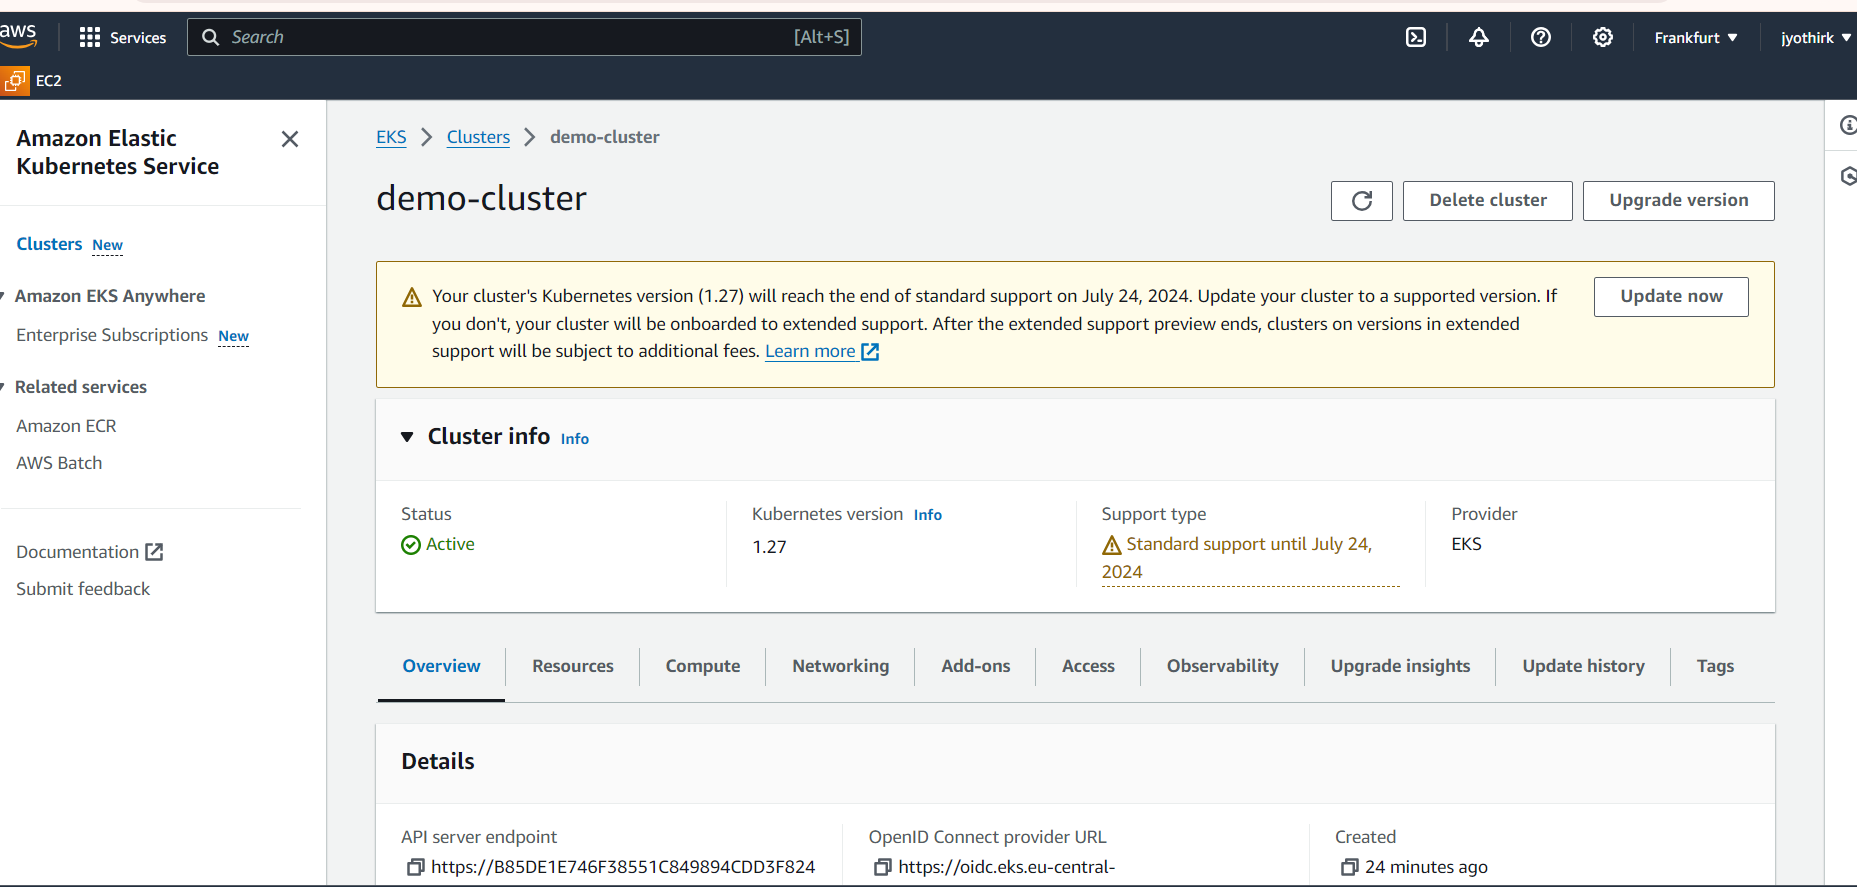 aws
Services
Search
[Alt+S]
Frankfurt
jyothirk
EC2
Amazon Elastic
Kubernetes Service
Clusters New
Amazon EKS Anywhere
Enterprise Subscriptions New
Related services
Amazon ECR
AWS Batch
Documentation
Submit feedback
EKS
Clusters
demo-cluster
demo-cluster
Delete cluster
Upgrade version
Your cluster's Kubernetes version (1.27) will reach the end of standard support on July 24, 2024. Update your cluster to a supported version. If
you don't, your cluster will be onboarded to extended support. After the extended support preview ends, clusters on versions in extended
support will be subject to additional fees. Learn more
Update now
Cluster info Info
Status
Active
Kubernetes version Info
1.27
Support type
Standard support until July 24,
2024
Provider
EKS
Overview
Resources
Compute
Networking
Add-ons
Access
Observability
Upgrade insights
Update history
Tags
Details
API server endpoint
https://B85DE1E746F38551C849894CDD3F824
OpenID Connect provider URL
https://oidc.eks.eu-central-
Created
24 minutes ago